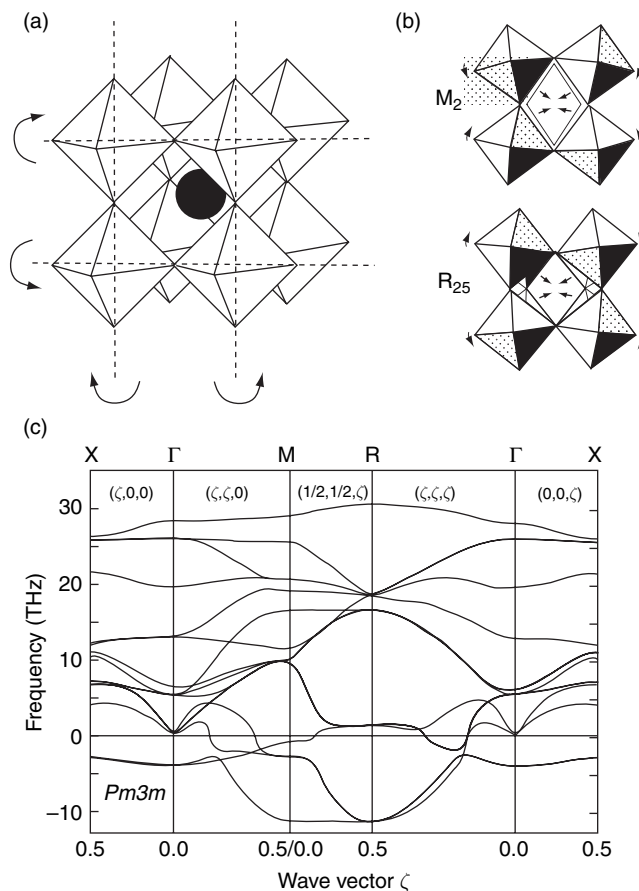 (a)
(b)
M2
R25
(c)
X Γ M R Γ X
(ζ,0,0) (ζ,ζ,0) (1/2,1/2,ζ) (ζ,ζ,ζ) (0,0,ζ)
30
20
10
0
−10
Frequency (THz)
Pm3m
0.5 0.0 0.5/0.0 0.5 0.0 0.5
Wave vector ζ